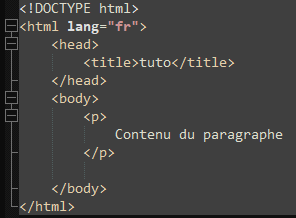 <!DOCTYPE html>
<html lang="fr">
<head>
<title>tuto</title>
</head>
<body>
<p>
Contenu du paragraphe
</p>
</body>
</html>